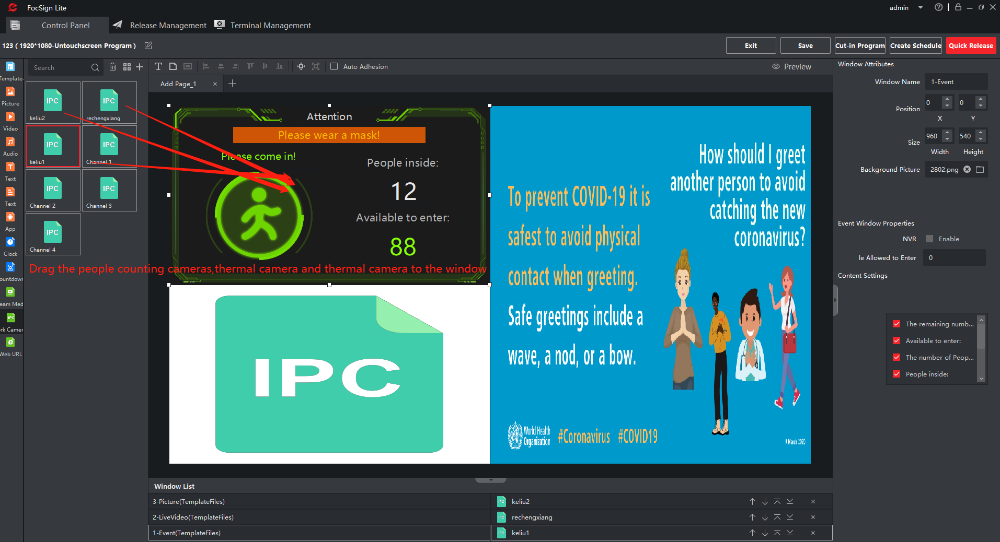 FocSign Lite
admin
Control Panel
Release Management
Terminal Management
123 ( 1920*1080-Untouchscreen Program )
Exit
Save
Cut-in Program
Create Schedule
Quick Release
Template
Picture
Video
Audio
Text
Text
App
Clock
ountdown
eam Med
IPC
rk Camer
Web URL
Search
IPC
keliu2
IPC
rechengxiang
IPC
keliu1
IPC
Channel 1
IPC
Channel 2
IPC
Channel 3
IPC
Channel 4
Auto Adhesion
Preview
Add Page_1
Attention
Please wear a mask!
Please come in!
People inside:
12
Available to enter:
88
Drag the people counting cameras,thermal camera and thermal camera to the window
IPC
How should I greet
another person to avoid
catching the new
coronavirus?
To prevent COVID-19 it is
safest to avoid physical
contact when greeting.
Safe greetings include a
wave, a nod, or a bow.
World Health
Organization
#Coronavirus #COVID19
9 March 2020
Window List
3-Picture(TemplateFiles)
IPC keliu2
2-LiveVideo(TemplateFiles)
IPC rechengxiang
1-Event(TemplateFiles)
IPC keliu1
Window Attributes
Window Name 1-Event
Position 0 0
X Y
Size 960 540
Width Height
Background Picture 2802.png
Event Window Properties
NVR Enable
le Allowed to Enter 0
Content Settings
The remaining numb...
Available to enter:
The number of Peop...
People inside: